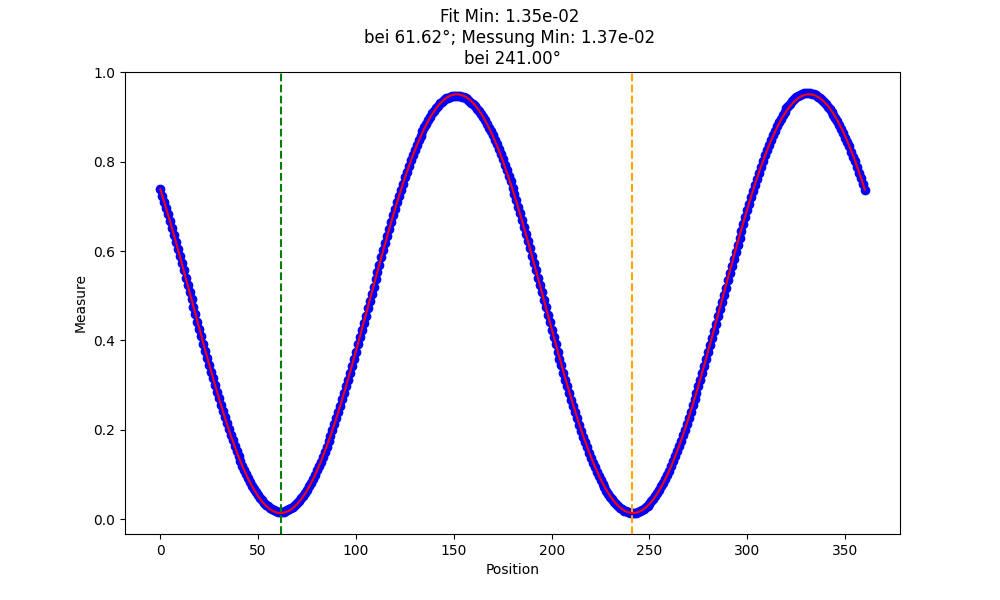 Fit Min: 1.35e-02
bei 61.62°; Messung Min: 1.37e-02
bei 241.00°
1.0
0.8
0.6
0.4
0.2
0.0
Measure
0 50 100 150 200 250 300 350
Position